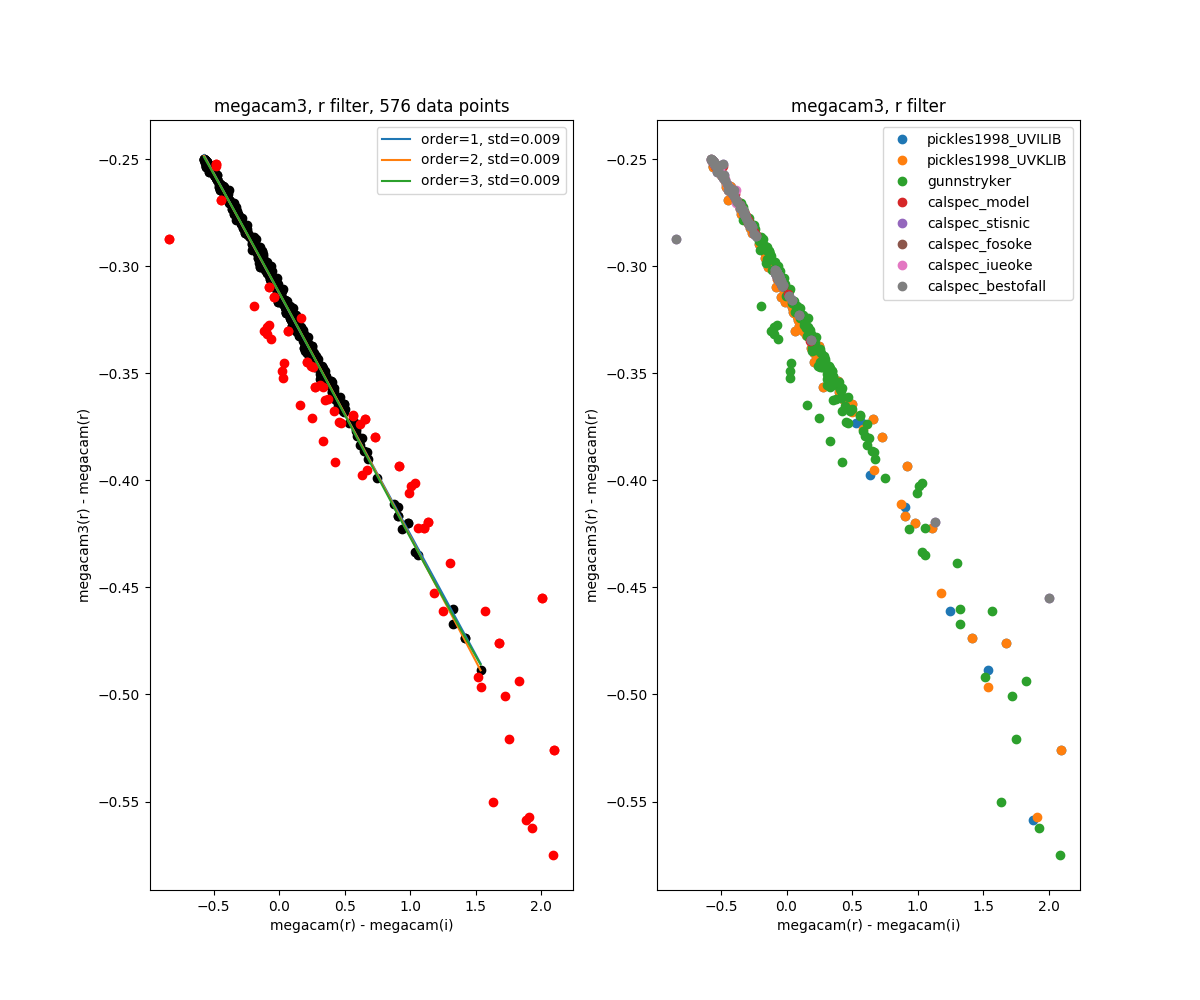 megacam3, r filter, 576 data points
order=1, std=0.009
order=2, std=0.009
order=3, std=0.009
−0.25
−0.30
−0.35
−0.40
−0.45
−0.50
−0.55
megacam3(r) - megacam(r)
−0.5
0.0
0.5
1.0
1.5
2.0
megacam(r) - megacam(i)
megacam3, r filter
pickles1998_UVILIB
pickles1998_UVKLIB
gunnstryker
calspec_model
calspec_stisnic
calspec_fosoke
calspec_iueoke
calspec_bestofall
−0.25
−0.30
−0.35
−0.40
−0.45
−0.50
−0.55
megacam3(r) - megacam(r)
−0.5
0.0
0.5
1.0
1.5
2.0
megacam(r) - megacam(i)